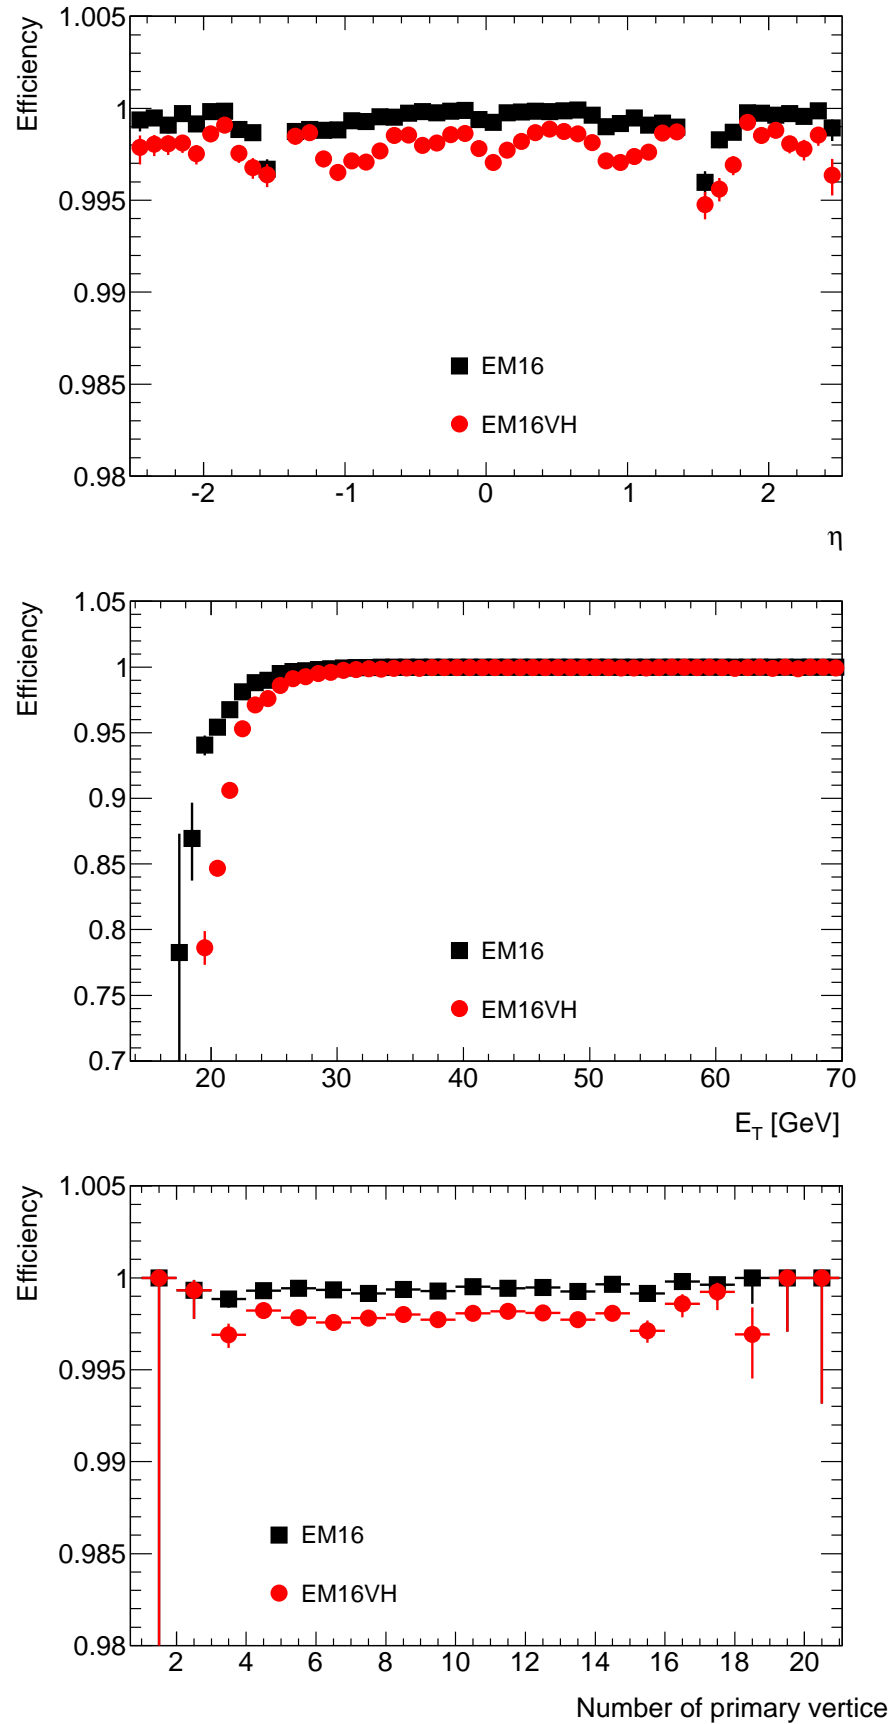 Efficiency
1.005
1
0.995
0.99
0.985
0.98
EM16
EM16VH
-2 -1 0 1 2
η
Efficiency
1.05
1
0.95
0.9
0.85
0.8
0.75
0.7
EM16
EM16VH
20 30 40 50 60 70
E_T [GeV]
Efficiency
1.005
1
0.995
0.99
0.985
0.98
EM16
EM16VH
2 4 6 8 10 12 14 16 18 20
Number of primary vertice